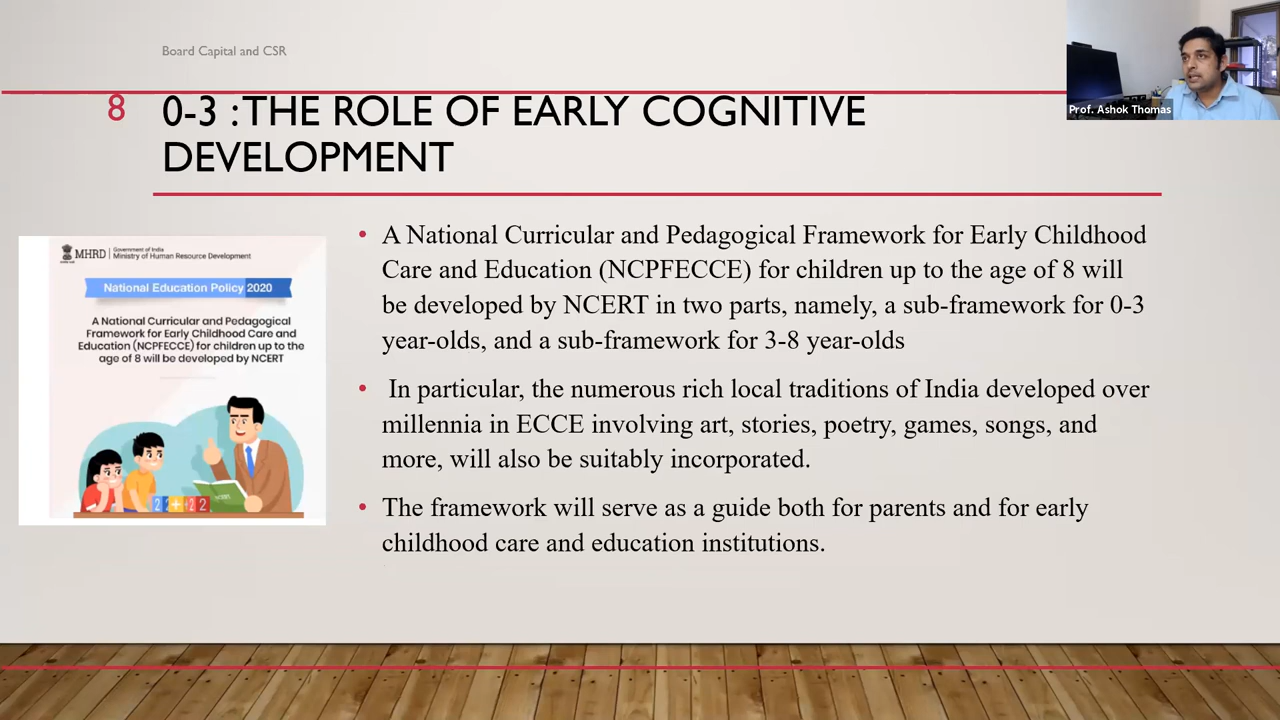 Board Capital and CSR
Prof. Ashok Thomas
8
0-3 : THE ROLE OF EARLY COGNITIVE
DEVELOPMENT
MHRD
Government of India
Ministry of Human Resource Development
National Education Policy 2020
A National Curricular and Pedagogical
Framework for Early Childhood Care and
Education (NCPFECCE) for children up to the
age of 8 will be developed by NCERT
• A National Curricular and Pedagogical Framework for Early Childhood
Care and Education (NCPFECCE) for children up to the age of 8 will
be developed by NCERT in two parts, namely, a sub-framework for 0-3
year-olds, and a sub-framework for 3-8 year-olds
• In particular, the numerous rich local traditions of India developed over
millennia in ECCE involving art, stories, poetry, games, songs, and
more, will also be suitably incorporated.
• The framework will serve as a guide both for parents and for early
childhood care and education institutions.